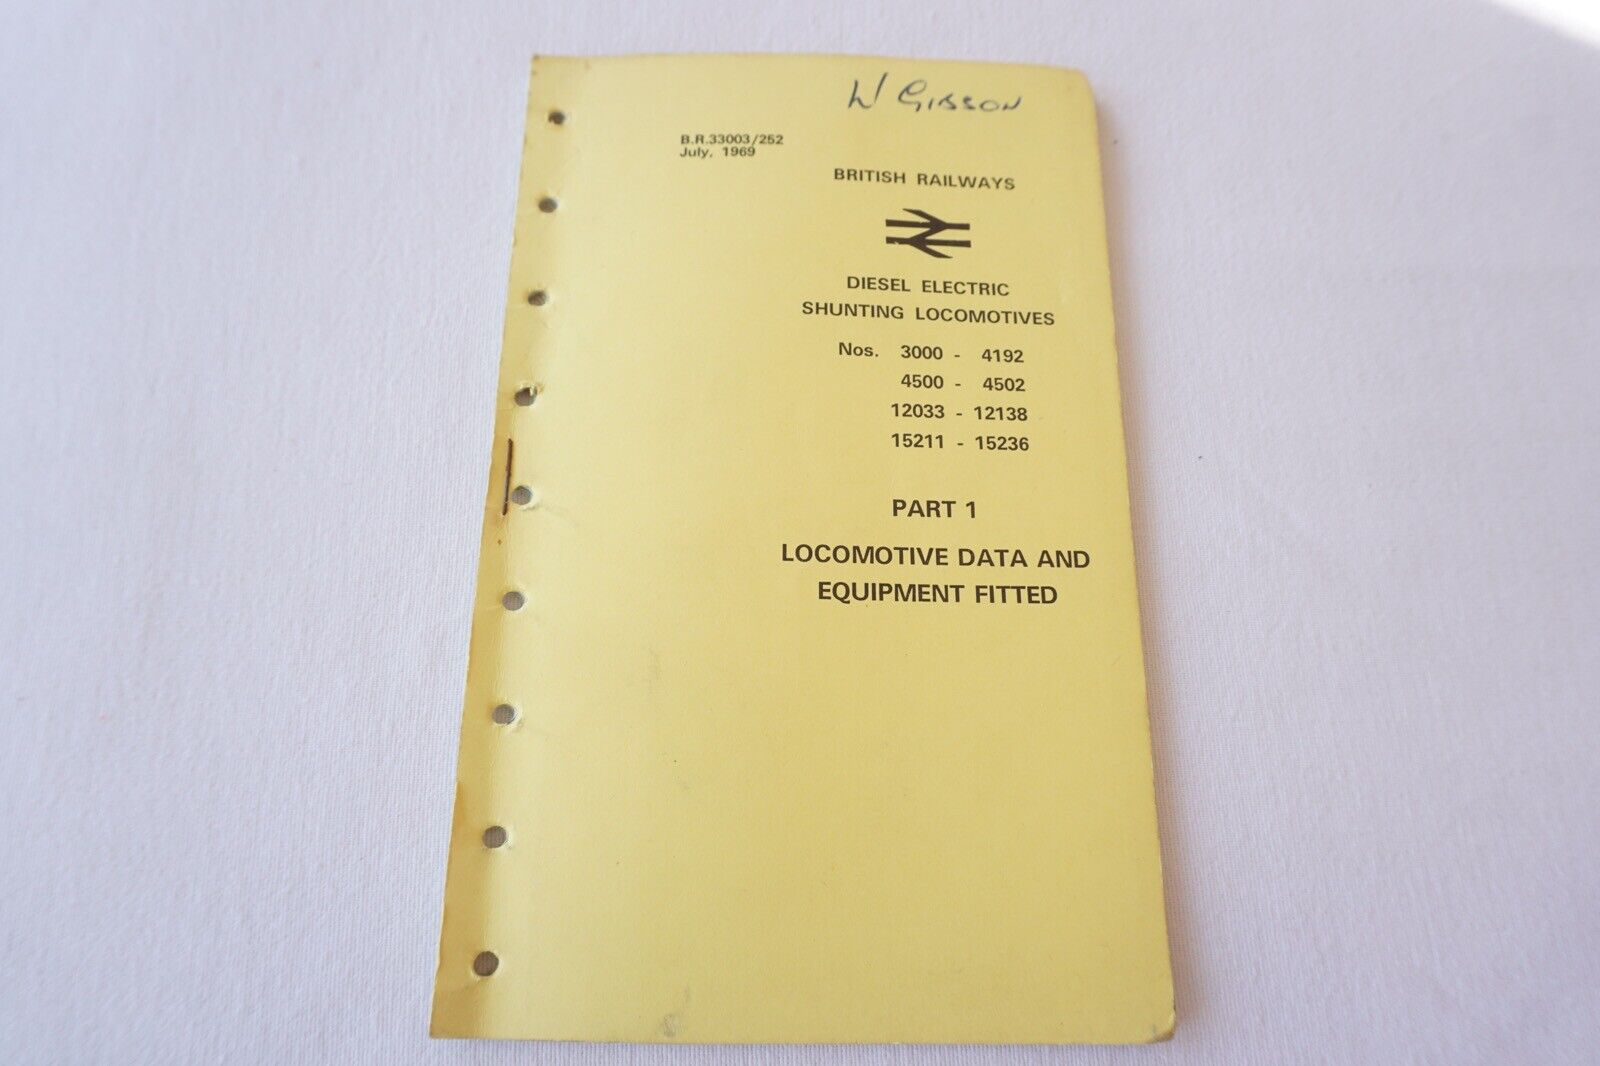 W GIBSON
B.R.33003/252
July, 1969
BRITISH RAILWAYS
DIESEL ELECTRIC
SHUNTING LOCOMOTIVES
Nos. 3000 - 4192
4500 - 4502
12033 - 12138
15211 - 15236
PART 1
LOCOMOTIVE DATA AND
EQUIPMENT FITTED